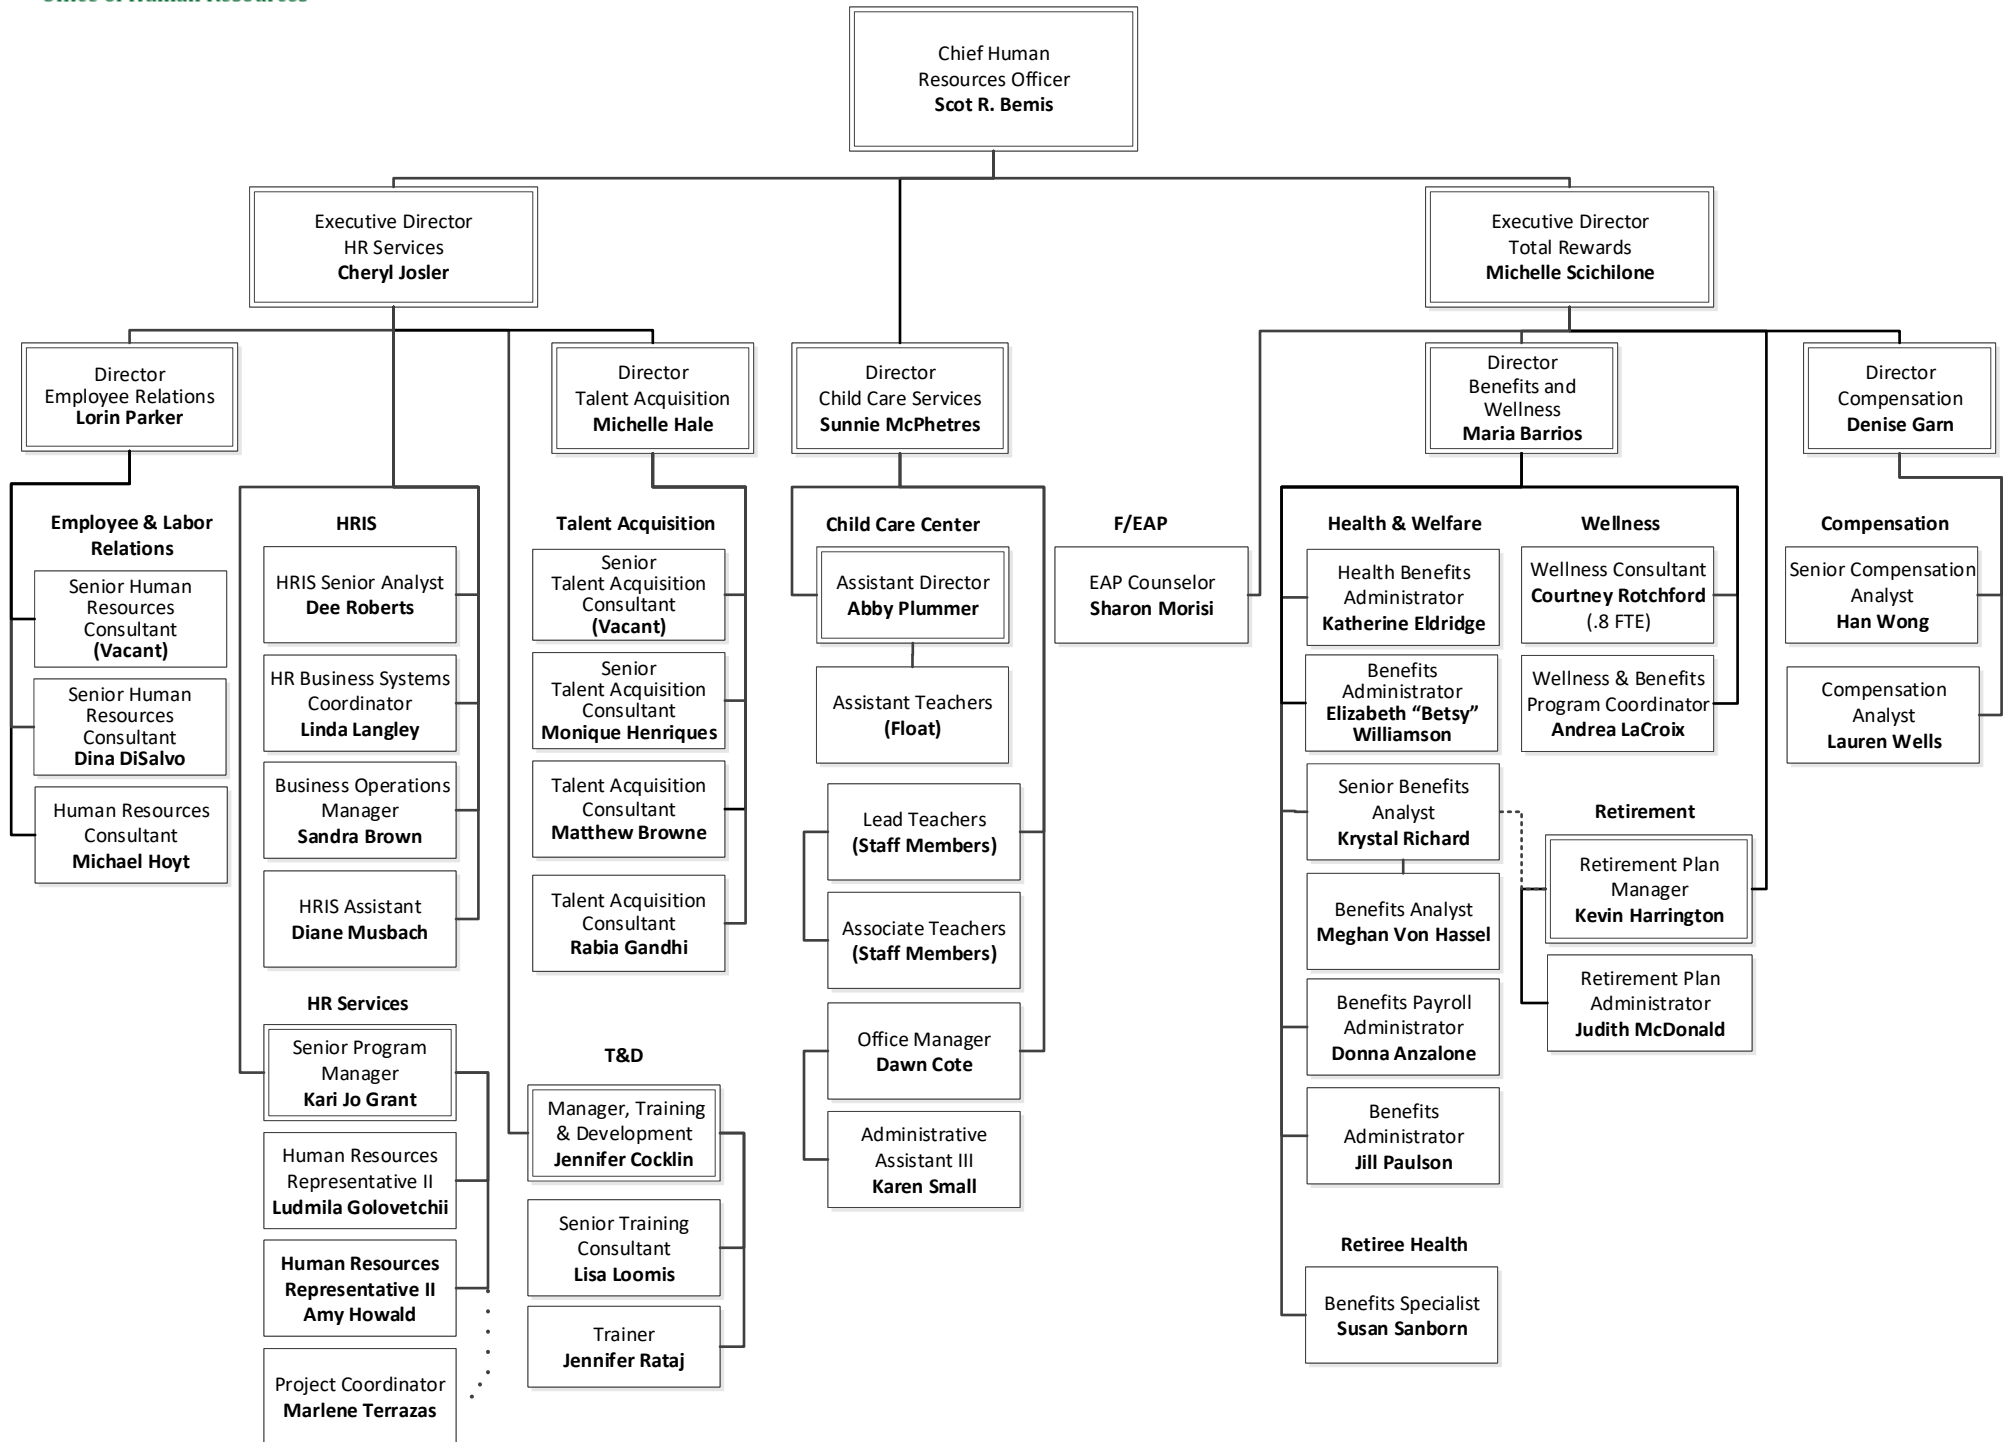 Office of Human Resources
Chief Human
Resources Officer
Scot R. Bemis
Executive Director
HR Services
Cheryl Josler
Executive Director
Total Rewards
Michelle Scichilone
Director
Employee Relations
Lorin Parker
Director
Talent Acquisition
Michelle Hale
Director
Child Care Services
Sunnie McPhetres
Director
Benefits and
Wellness
Maria Barrios
Director
Compensation
Denise Garn
Employee & Labor
Relations
Senior Human
Resources
Consultant
(Vacant)
Senior Human
Resources
Consultant
Dina DiSalvo
Human Resources
Consultant
Michael Hoyt
HRIS
HRIS Senior Analyst
Dee Roberts
HR Business Systems
Coordinator
Linda Langley
Business Operations
Manager
Sandra Brown
HRIS Assistant
Diane Musbach
HR Services
Senior Program
Manager
Kari Jo Grant
Human Resources
Representative II
Ludmila Golovetchii
Human Resources
Representative II
Amy Howald
Project Coordinator
Marlene Terrazas
Talent Acquisition
Senior
Talent Acquisition
Consultant
(Vacant)
Senior
Talent Acquisition
Consultant
Monique Henriques
Talent Acquisition
Consultant
Matthew Browne
Talent Acquisition
Consultant
Rabia Gandhi
T&D
Manager, Training
& Development
Jennifer Cocklin
Senior Training
Consultant
Lisa Loomis
Trainer
Jennifer Rataj
Child Care Center
Assistant Director
Abby Plummer
Assistant Teachers
(Float)
Lead Teachers
(Staff Members)
Associate Teachers
(Staff Members)
Office Manager
Dawn Cote
Administrative
Assistant III
Karen Small
F/EAP
EAP Counselor
Sharon Morisi
Health & Welfare
Health Benefits
Administrator
Katherine Eldridge
Benefits
Administrator
Elizabeth “Betsy”
Williamson
Senior Benefits
Analyst
Krystal Richard
Benefits Analyst
Meghan Von Hassel
Benefits Payroll
Administrator
Donna Anzalone
Benefits
Administrator
Jill Paulson
Retiree Health
Benefits Specialist
Susan Sanborn
Wellness
Wellness Consultant
Courtney Rotchford
(.8 FTE)
Wellness & Benefits
Program Coordinator
Andrea LaCroix
Retirement
Retirement Plan
Manager
Kevin Harrington
Retirement Plan
Administrator
Judith McDonald
Compensation
Senior Compensation
Analyst
Han Wong
Compensation
Analyst
Lauren Wells